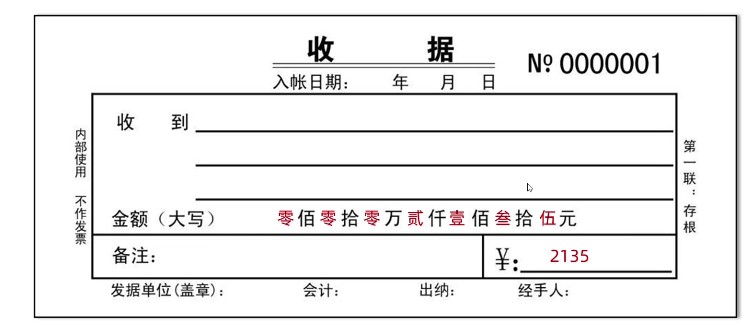 收 据
№ 0000001
入帐日期： 年 月 日
收 到
金额（大写） 零佰零拾零万贰仟壹佰叁拾伍元
备注：
¥： 2135
发据单位(盖章)： 会计： 出纳： 经手人：
内部使用 不作发票
第一联：存根